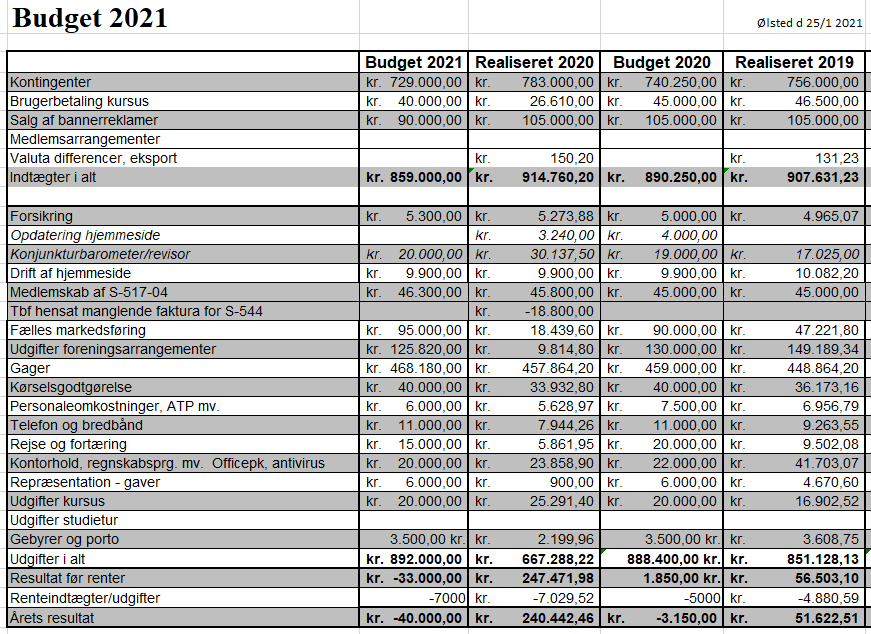 Budget 2021
Ølsted d 25/1 2021
Budget 2021 Realiseret 2020 Budget 2020 Realiseret 2019
Kontingenter kr. 729.000,00 kr. 783.000,00 kr. 740.250,00 kr. 756.000,00
Brugerbetaling kursus kr. 40.000,00 kr. 26.610,00 kr. 45.000,00 kr. 46.500,00
Salg af bannerreklamer kr. 90.000,00 kr. 105.000,00 kr. 105.000,00 kr. 105.000,00
Medlemsarrangementer
Valuta differencer, eksport kr. 150,20 kr. 131,23
Indtægter i alt kr. 859.000,00 kr. 914.760,20 kr. 890.250,00 kr. 907.631,23
Forsikring kr. 5.300,00 kr. 5.273,88 kr. 5.000,00 kr. 4.965,07
Opdatering hjemmeside kr. 3.240,00 kr. 4.000,00
Konjunkturbarometer/revisor kr. 20.000,00 kr. 30.137,50 kr. 19.000,00 kr. 17.025,00
Drift af hjemmeside kr. 9.900,00 kr. 9.900,00 kr. 9.900,00 kr. 10.082,20
Medlemskab af S-517-04 kr. 46.300,00 kr. 45.800,00 kr. 45.000,00 kr. 45.000,00
Tbf hensat manglende faktura for S-544 kr. -18.800,00
Fælles markedsføring kr. 95.000,00 kr. 18.439,60 kr. 90.000,00 kr. 47.221,80
Udgifter foreningsarrangementer kr. 125.820,00 kr. 9.814,80 kr. 130.000,00 kr. 149.189,34
Gager kr. 468.180,00 kr. 457.864,20 kr. 459.000,00 kr. 448.864,20
Kørselsgodtgørelse kr. 40.000,00 kr. 33.932,80 kr. 40.000,00 kr. 36.173,16
Personaleomkostninger, ATP mv. kr. 6.000,00 kr. 5.628,97 kr. 7.500,00 kr. 6.956,79
Telefon og bredbånd kr. 11.000,00 kr. 7.944,26 kr. 11.000,00 kr. 9.263,55
Rejse og fortæring kr. 15.000,00 kr. 5.861,95 kr. 20.000,00 kr. 9.502,08
Kontorhold, regnskabsprg. mv. Officepk, antivirus kr. 20.000,00 kr. 23.858,90 kr. 22.000,00 kr. 41.703,07
Repræsentation - gaver kr. 6.000,00 kr. 900,00 kr. 6.000,00 kr. 4.670,60
Udgifter kursus kr. 20.000,00 kr. 25.291,40 kr. 20.000,00 kr. 16.902,52
Udgifter studietur
Gebyrer og porto 3.500,00 kr. kr. 2.199,96 3.500,00 kr. kr. 3.608,75
Udgifter i alt kr. 892.000,00 kr. 667.288,22 888.400,00 kr. kr. 851.128,13
Resultat før renter kr. -33.000,00 kr. 247.471,98 1.850,00 kr. kr. 56.503,10
Renteindtægter/udgifter -7000 kr. -7.029,52 -5000 kr. -4.880,59
Årets resultat kr. -40.000,00 kr. 240.442,46 kr. -3.150,00 kr. 51.622,51